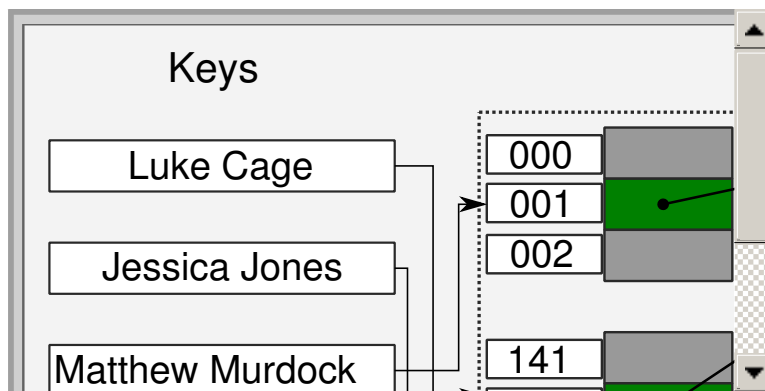 Keys
Luke Cage
Jessica Jones
Matthew Murdock
000
001
002
141